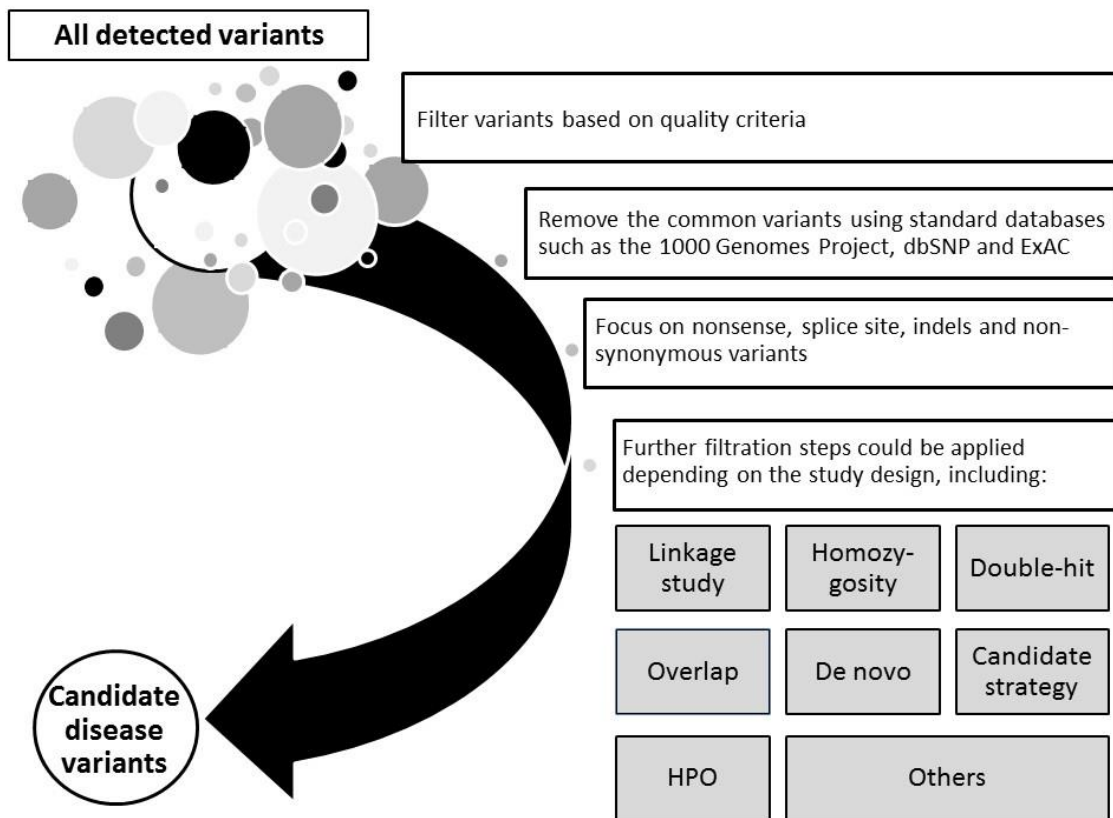 All detected variants
Filter variants based on quality criteria
Remove the common variants using standard databases
such as the 1000 Genomes Project, dbSNP and ExAC
Focus on nonsense, splice site, indels and non-
synonymous variants
Further filtration steps could be applied
depending on the study design, including:
Linkage
study
Homozy-
gosity
Double-hit
Overlap
De novo
Candidate
strategy
HPO
Others
Candidate
disease
variants